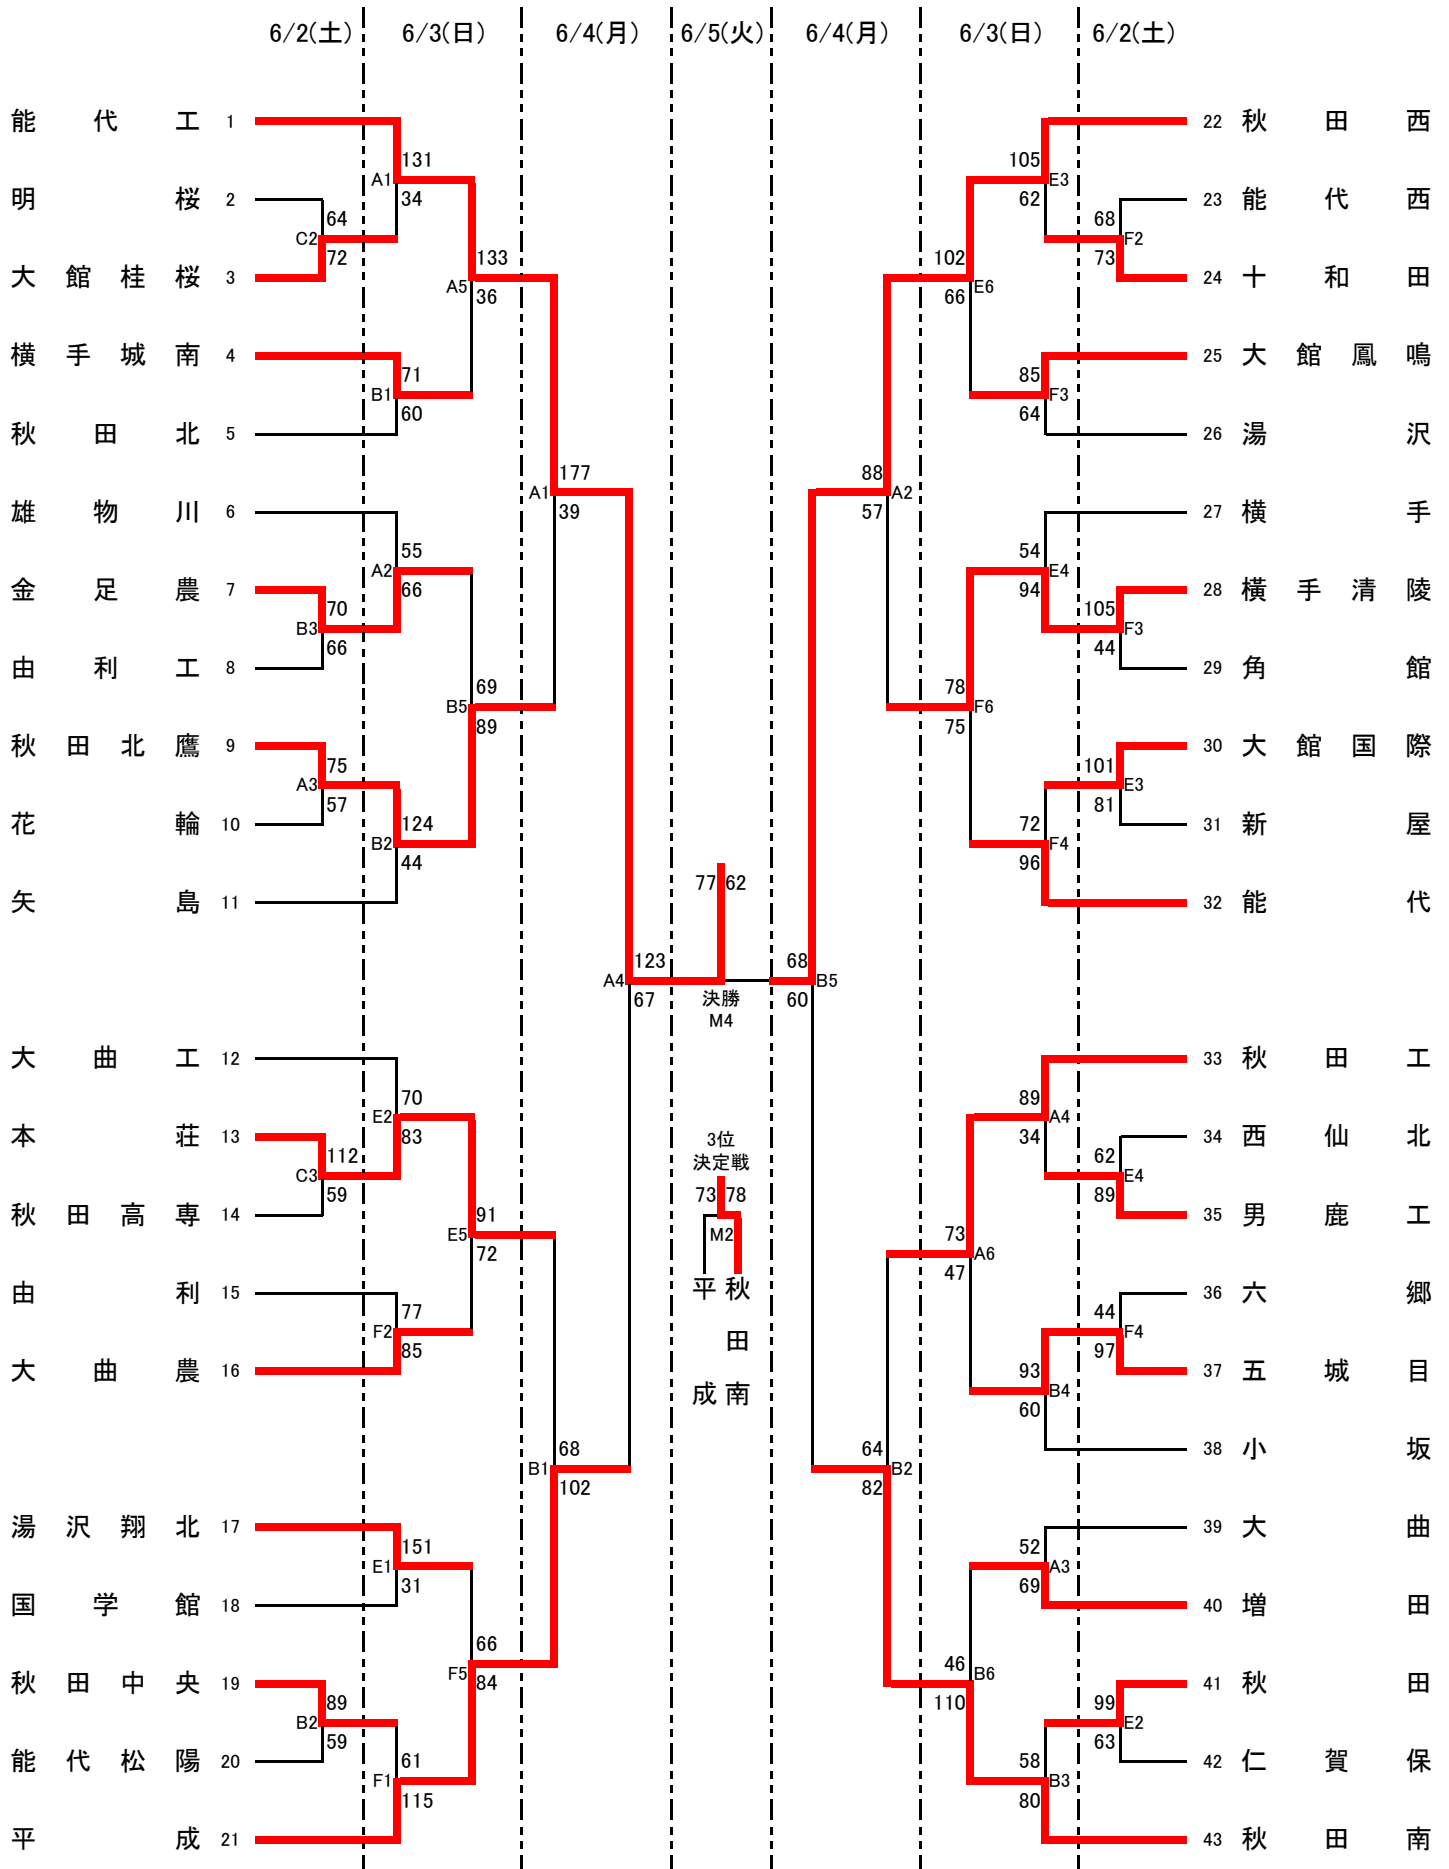 6/2(土) 6/3(日) 6/4(月) 6/5(火) 6/4(月) 6/3(日) 6/2(土)
能代工 1
明桜 2
大館桂桜 3
横手城南 4
秋田北 5
雄物川 6
金足農 7
由利工 8
秋田北鷹 9
花輪 10
矢島 11
大曲工 12
本荘 13
秋田高専 14
由利 15
大曲農 16
湯沢翔北 17
国学館 18
秋田中央 19
能代松陽 20
平成 21
C2 64 72
B3 70 66
A3 75 57
C3 112 59
B2 89 59
A1 131 34
B1 71 60
A2 55 66
B2 124 44
E2 70 83
F2 77 85
E1 151 31
F1 61 115
A5 133 36
B5 69 89
E5 91 72
F5 66 84
A1 177 39
B1 68 102
A4 123 67
77 62
決勝
M4
3位
決定戦
73 78
M2
平成
秋田南
68 60 B5
88 57 A2
64 82 B2
102 66 E6
78 75 F6
73 47 A6
46 110 B6
105 62 E3
85 64 F3
54 94 E4
72 96 F4
89 34 A4
93 60 B4
52 69 A3
58 80 B3
68 73 F2
105 44 F3
101 81 E3
62 89 E4
44 97 F4
99 63 E2
22 秋田西
23 能代西
24 十和田
25 大館鳳鳴
26 湯沢
27 横手
28 横手清陵
29 角館
30 大館国際
31 新屋
32 能代
33 秋田工
34 西仙北
35 男鹿工
36 六郷
37 五城目
38 小坂
39 大曲
40 増田
41 秋田
42 仁賀保
43 秋田南